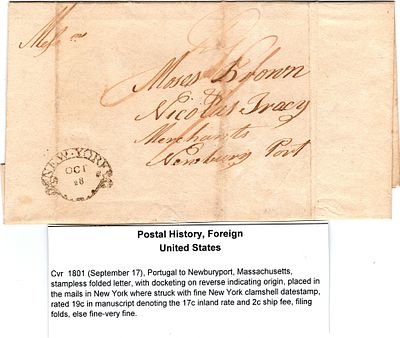 Mess rs
Moses Brown
Nicolas Tracy
Merchants
Newbury Port
NEW-YORK
OCT
28
Postal History, Foreign
United States
Cvr 1801 (September 17), Portugal to Newburyport, Massachusetts,
stampless folded letter, with docketing on reverse indicating origin, placed in
the mails in New York where struck with fine New York clamshell datestamp,
rated 19c in manuscript denoting the 17c inland rate and 2c ship fee, filing
folds, else fine-very fine.